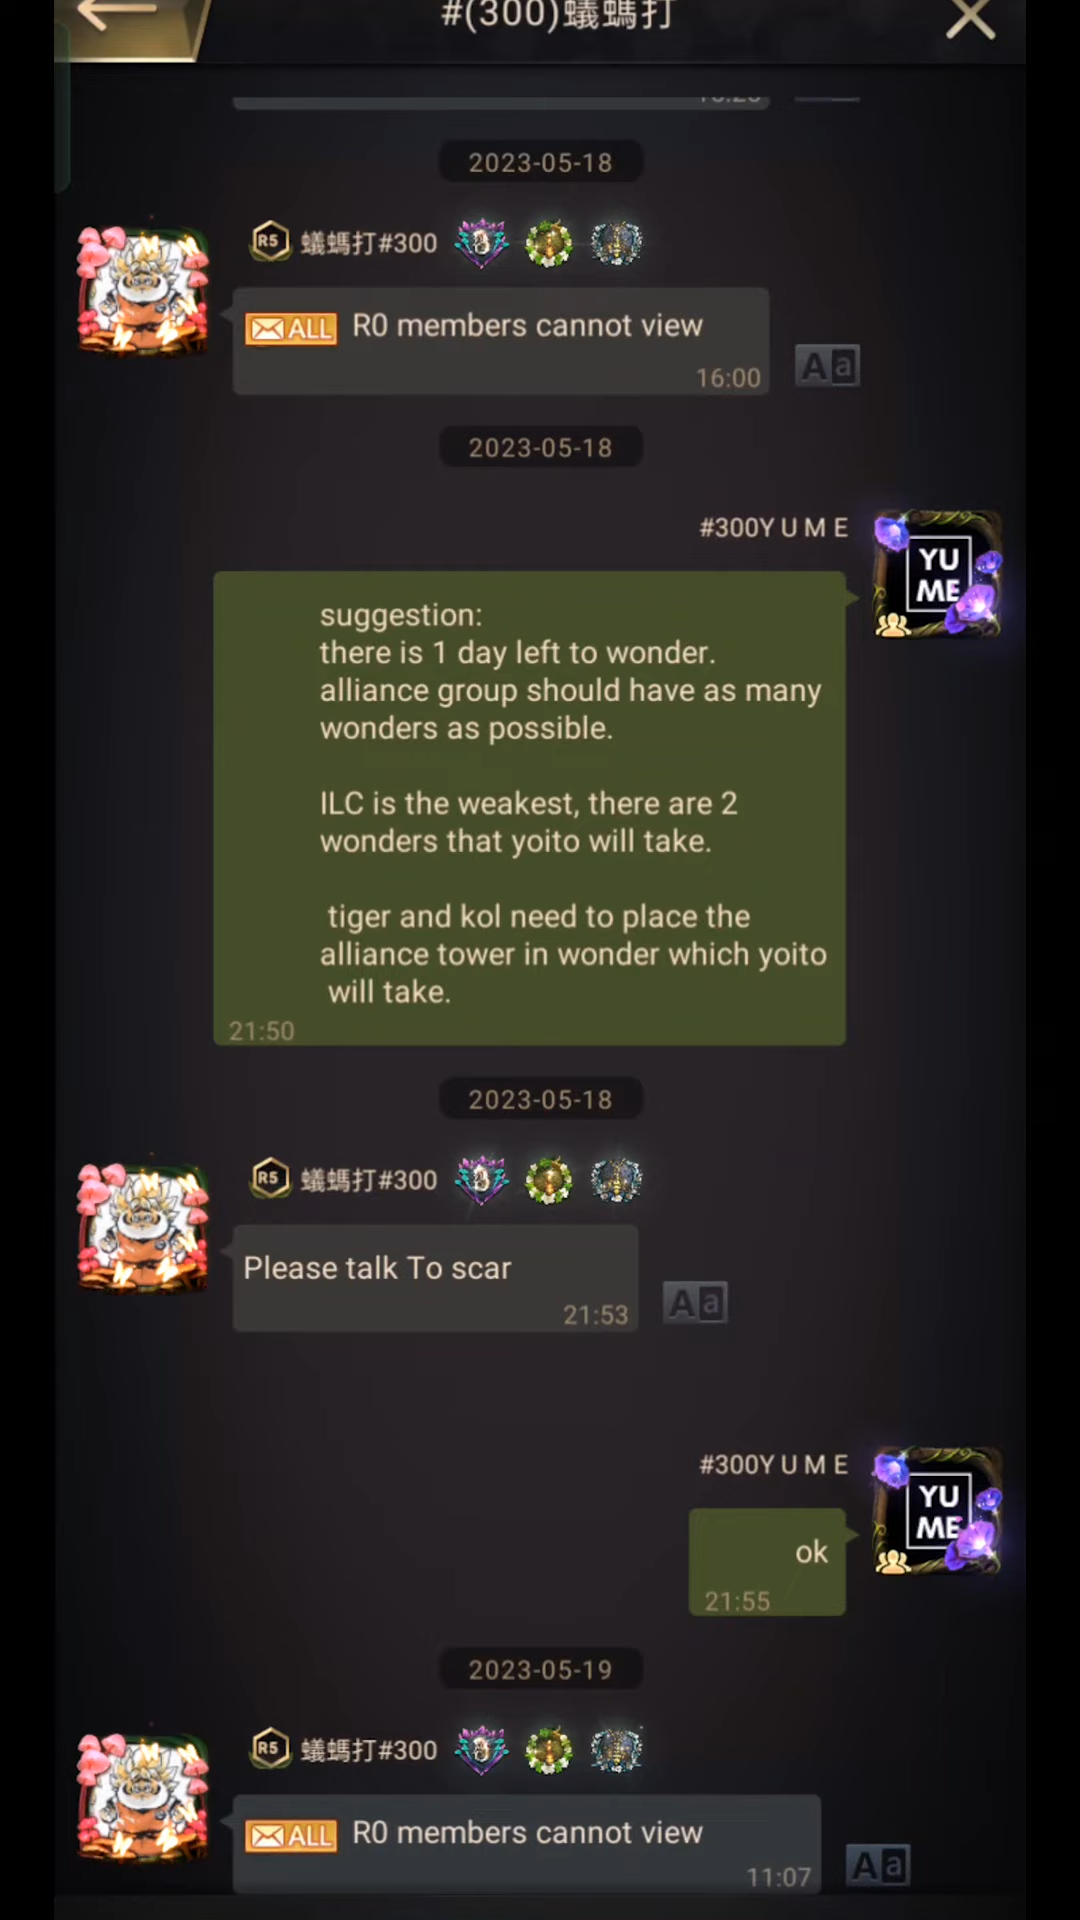 #(300)蟻螞打
2023-05-18
R5 蟻螞打#300
ALL R0 members cannot view
16:00
Aa
2023-05-18
#300Y U M E
YU
ME
suggestion:
there is 1 day left to wonder.
alliance group should have as many
wonders as possible.
ILC is the weakest, there are 2
wonders that yoito will take.
tiger and kol need to place the
alliance tower in wonder which yoito
will take.
21:50
2023-05-18
R5 蟻螞打#300
Please talk To scar
21:53
Aa
#300Y U M E
YU
ME
ok
21:55
2023-05-19
R5 蟻螞打#300
ALL R0 members cannot view
11:07
Aa